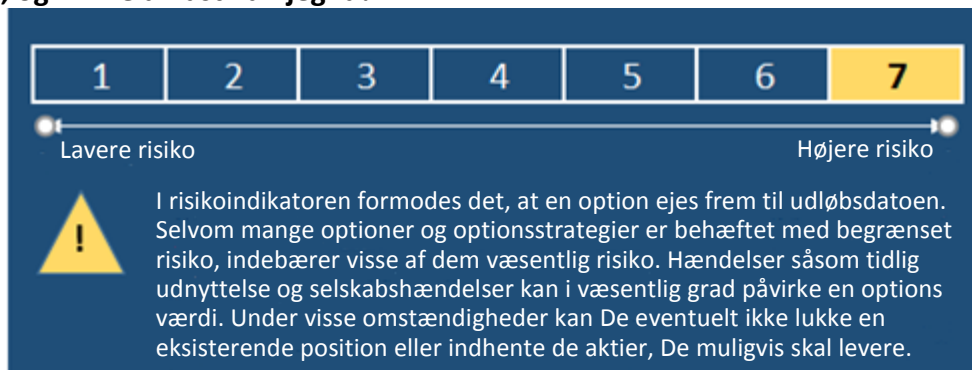 1 2 3 4 5 6 7
Lavere risiko Højere risiko
I risikoindikatoren formodes det, at en option ejes frem til udløbsdatoen.
! Selvom mange optioner og optionsstrategier er behæftet med begrænset
risiko, indebærer visse af dem væsentlig risiko. Hændelser såsom tidlig
udnyttelse og selskabshændelser kan i væsentlig grad påvirke en options
værdi. Under visse omstændigheder kan De eventuelt ikke lukke en
eksisterende position eller indhente de aktier, De muligvis skal levere.